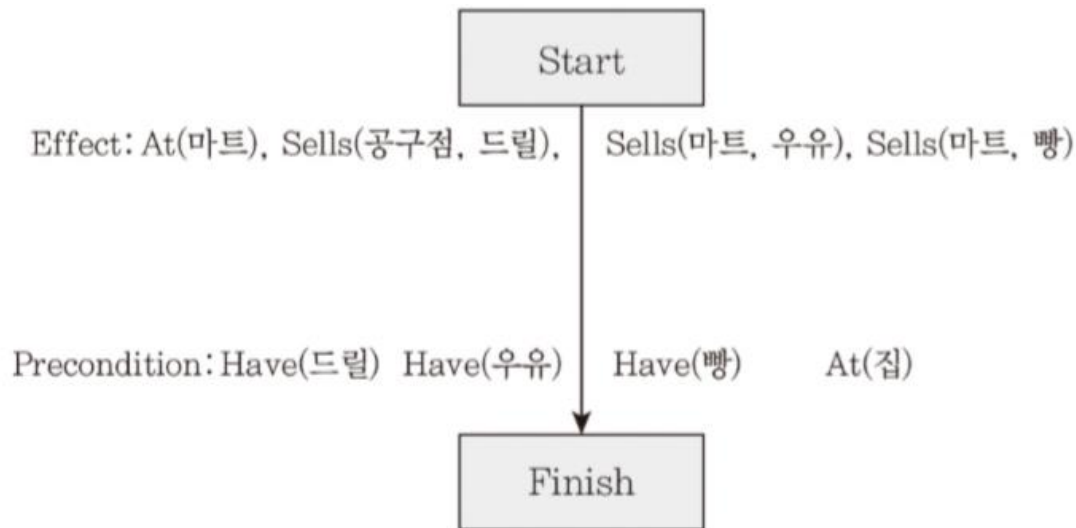 Start
Effect: At(마트), Sells(공구점, 드릴), Sells(마트, 우유), Sells(마트, 빵)
Precondition: Have(드릴) Have(우유) Have(빵) At(집)
Finish